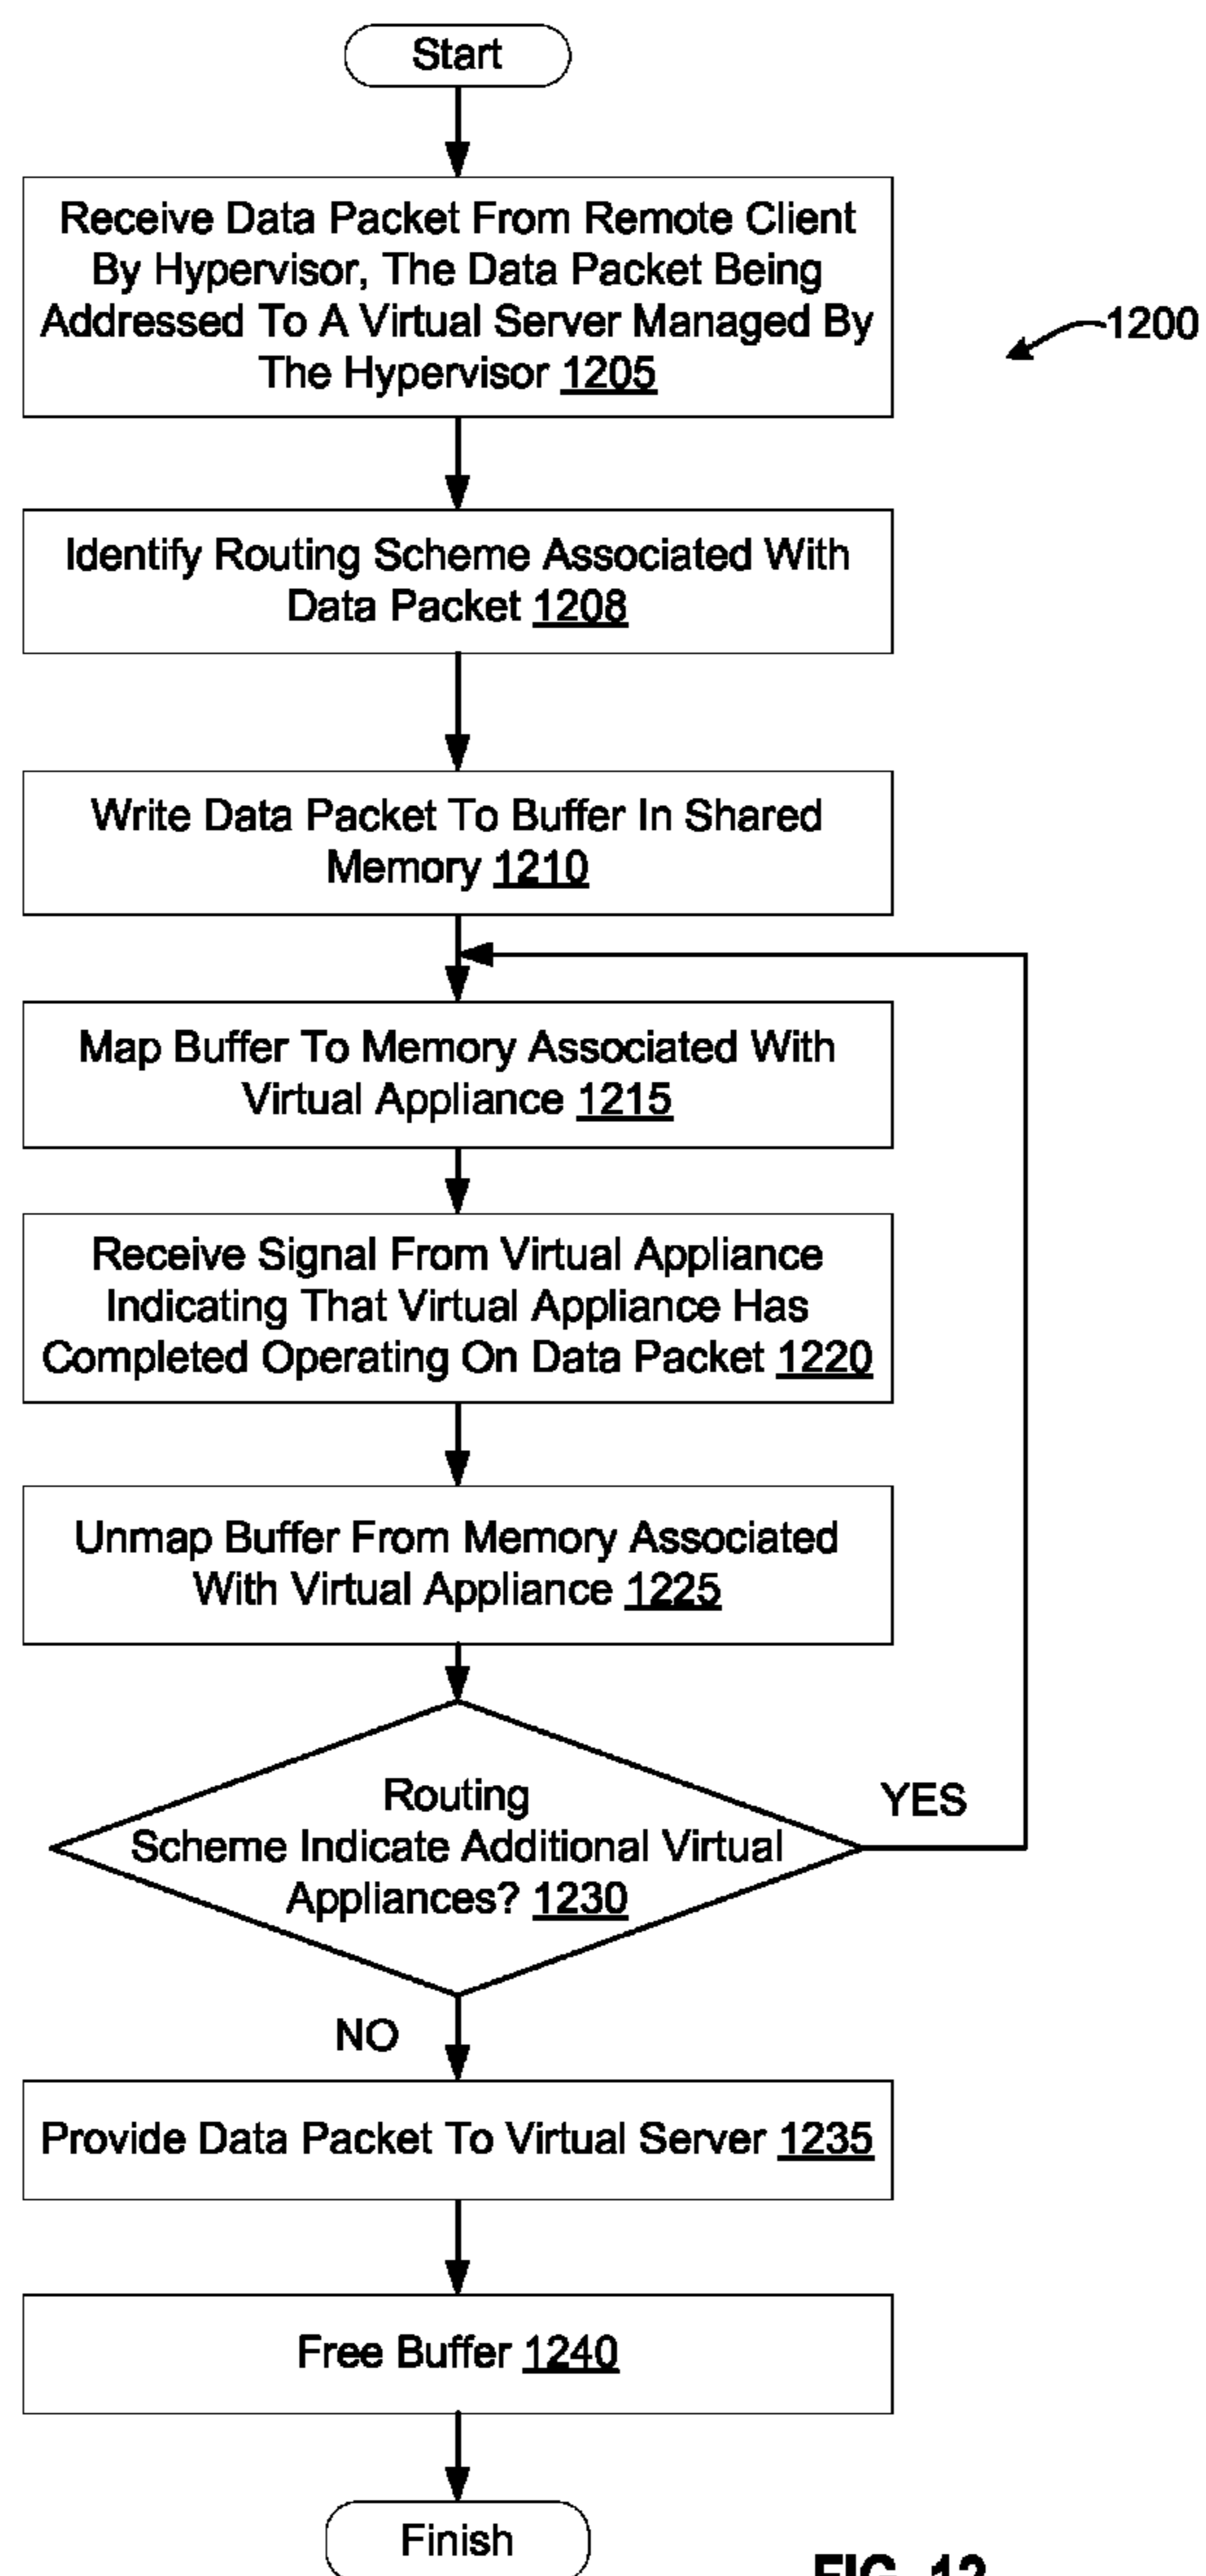 Start
Receive Data Packet From Remote Client
By Hypervisor, The Data Packet Being
Addressed To A Virtual Server Managed By
The Hypervisor 1205
1200
Identify Routing Scheme Associated With
Data Packet 1208
Write Data Packet To Buffer In Shared
Memory 1210
Map Buffer To Memory Associated With
Virtual Appliance 1215
Receive Signal From Virtual Appliance
Indicating That Virtual Appliance Has
Completed Operating On Data Packet 1220
Unmap Buffer From Memory Associated
With Virtual Appliance 1225
Routing
Scheme Indicate Additional Virtual
Appliances? 1230
YES
NO
Provide Data Packet To Virtual Server 1235
Free Buffer 1240
Finish
FIG. 12